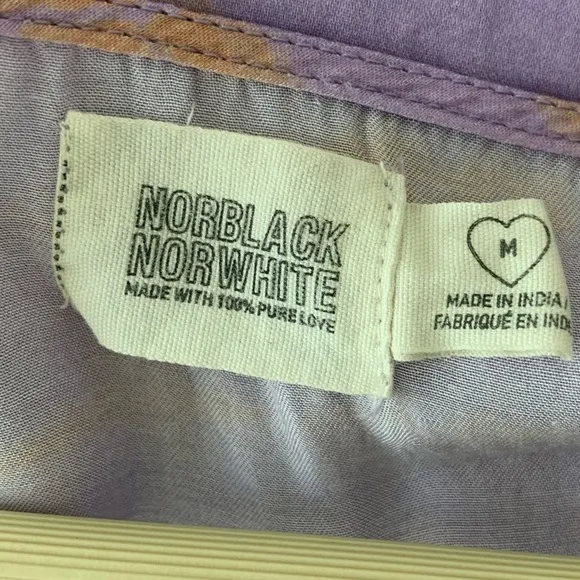 NORBLACK
NORWHITE
MADE WITH 100% PURE LOVE
M
MADE IN INDIA /
FABRIQUÉ EN